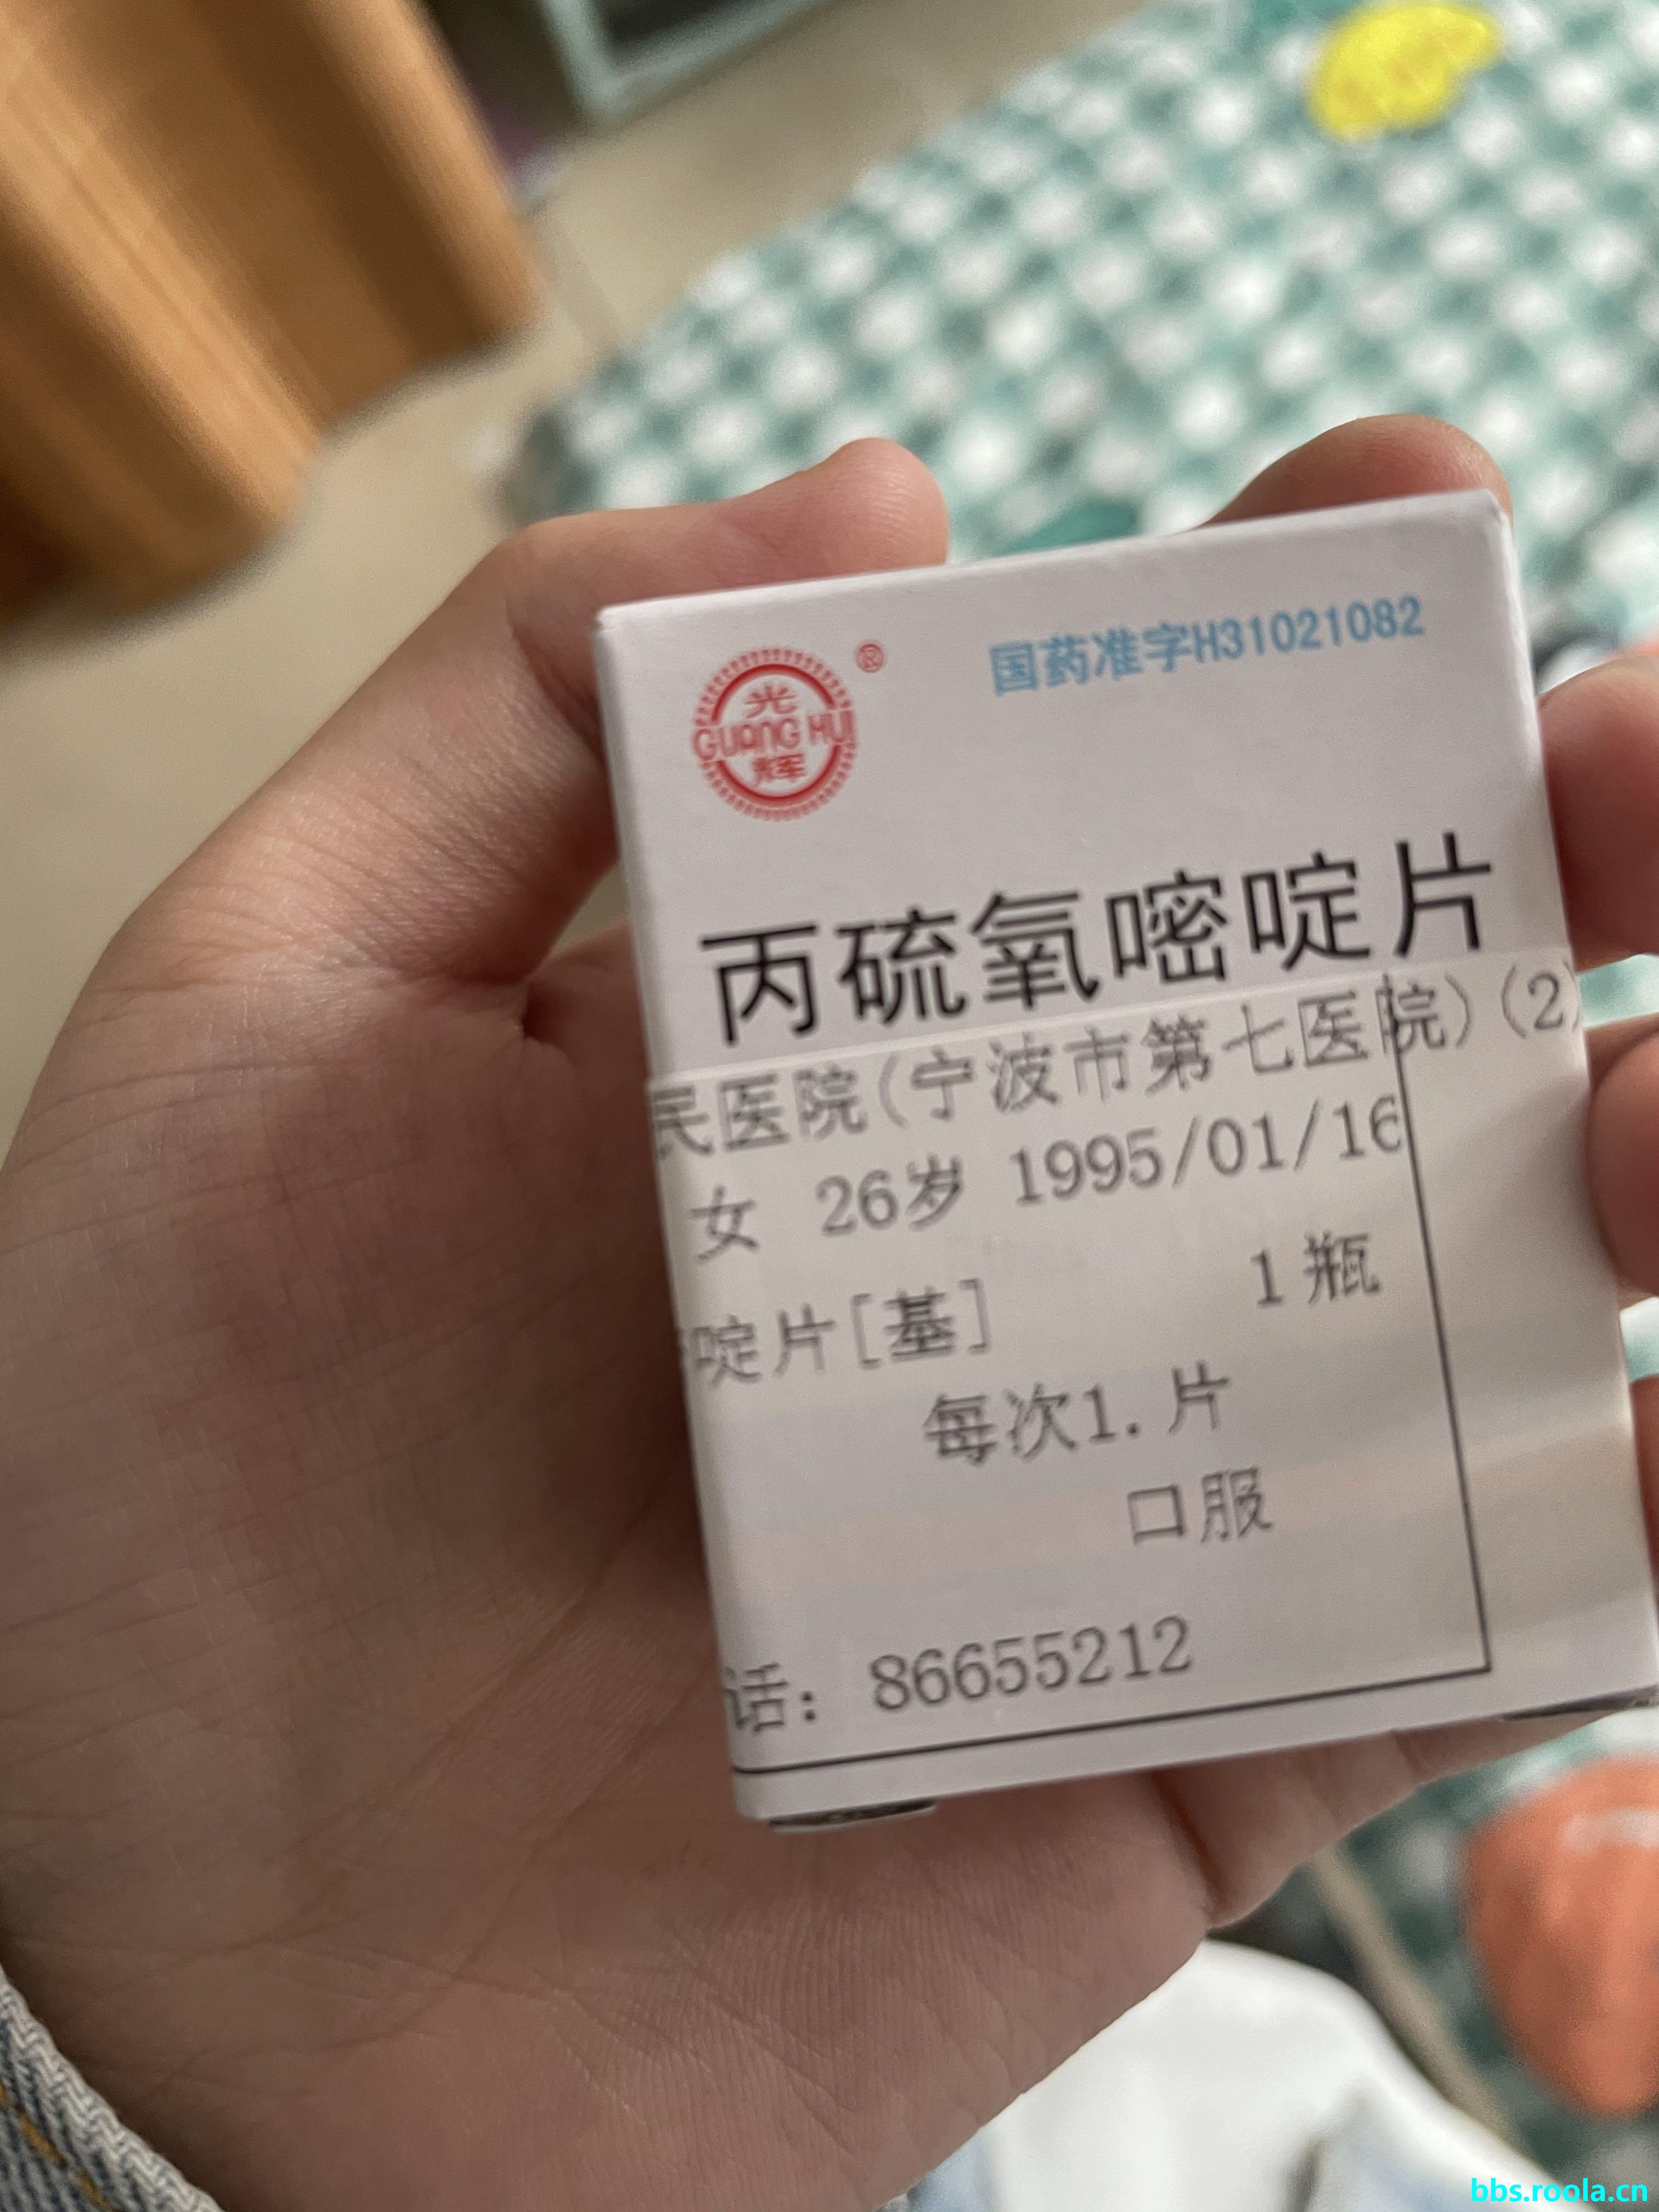 光
GUANG HUI
辉
®
国药准字H31021082
丙硫氧嘧啶片
民医院(宁波市第七医院)(2)
女 26岁 1995/01/16
啶片[基] 1瓶
每次1.片
口服
话: 86655212
bbs.roola.cn